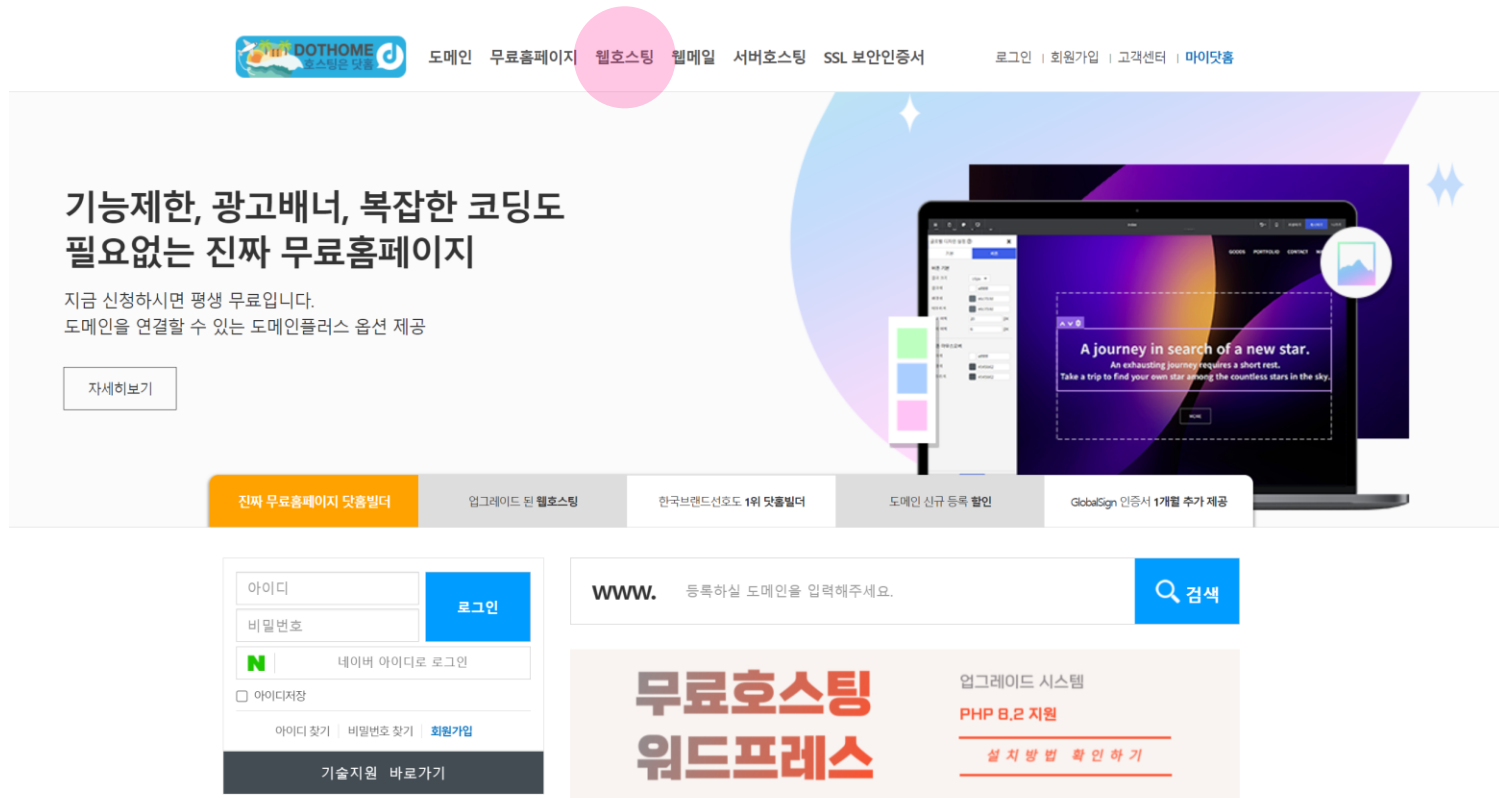 DOTHOME
호스팅은 닷홈
도메인 무료홈페이지 웹호스팅 웹메일 서버호스팅 SSL 보안인증서
로그인 | 회원가입 | 고객센터 | 마이닷홈
기능제한, 광고배너, 복잡한 코딩도
필요없는 진짜 무료홈페이지
지금 신청하시면 평생 무료입니다.
도메인을 연결할 수 있는 도메인플러스 옵션 제공
자세히보기
GOODS PORTFOLIO CONTACT
A journey in search of a new star.
An exhausting journey requires a short rest.
Take a trip to find your own star among the countless stars in the sky.
진짜 무료홈페이지 닷홈빌더
업그레이드 된 웹호스팅
한국브랜드선호도 1위 닷홈빌더
도메인 신규 등록 할인
GlobalSign 인증서 1개월 추가 제공
아이디
비밀번호
로그인
N 네이버 아이디로 로그인
아이디저장
아이디 찾기 | 비밀번호 찾기 | 회원가입
기술지원 바로가기
www. 등록하실 도메인을 입력해주세요. 검색
무료호스팅
워드프레스
업그레이드 시스템
PHP 8.2 지원
설치방법 확인하기